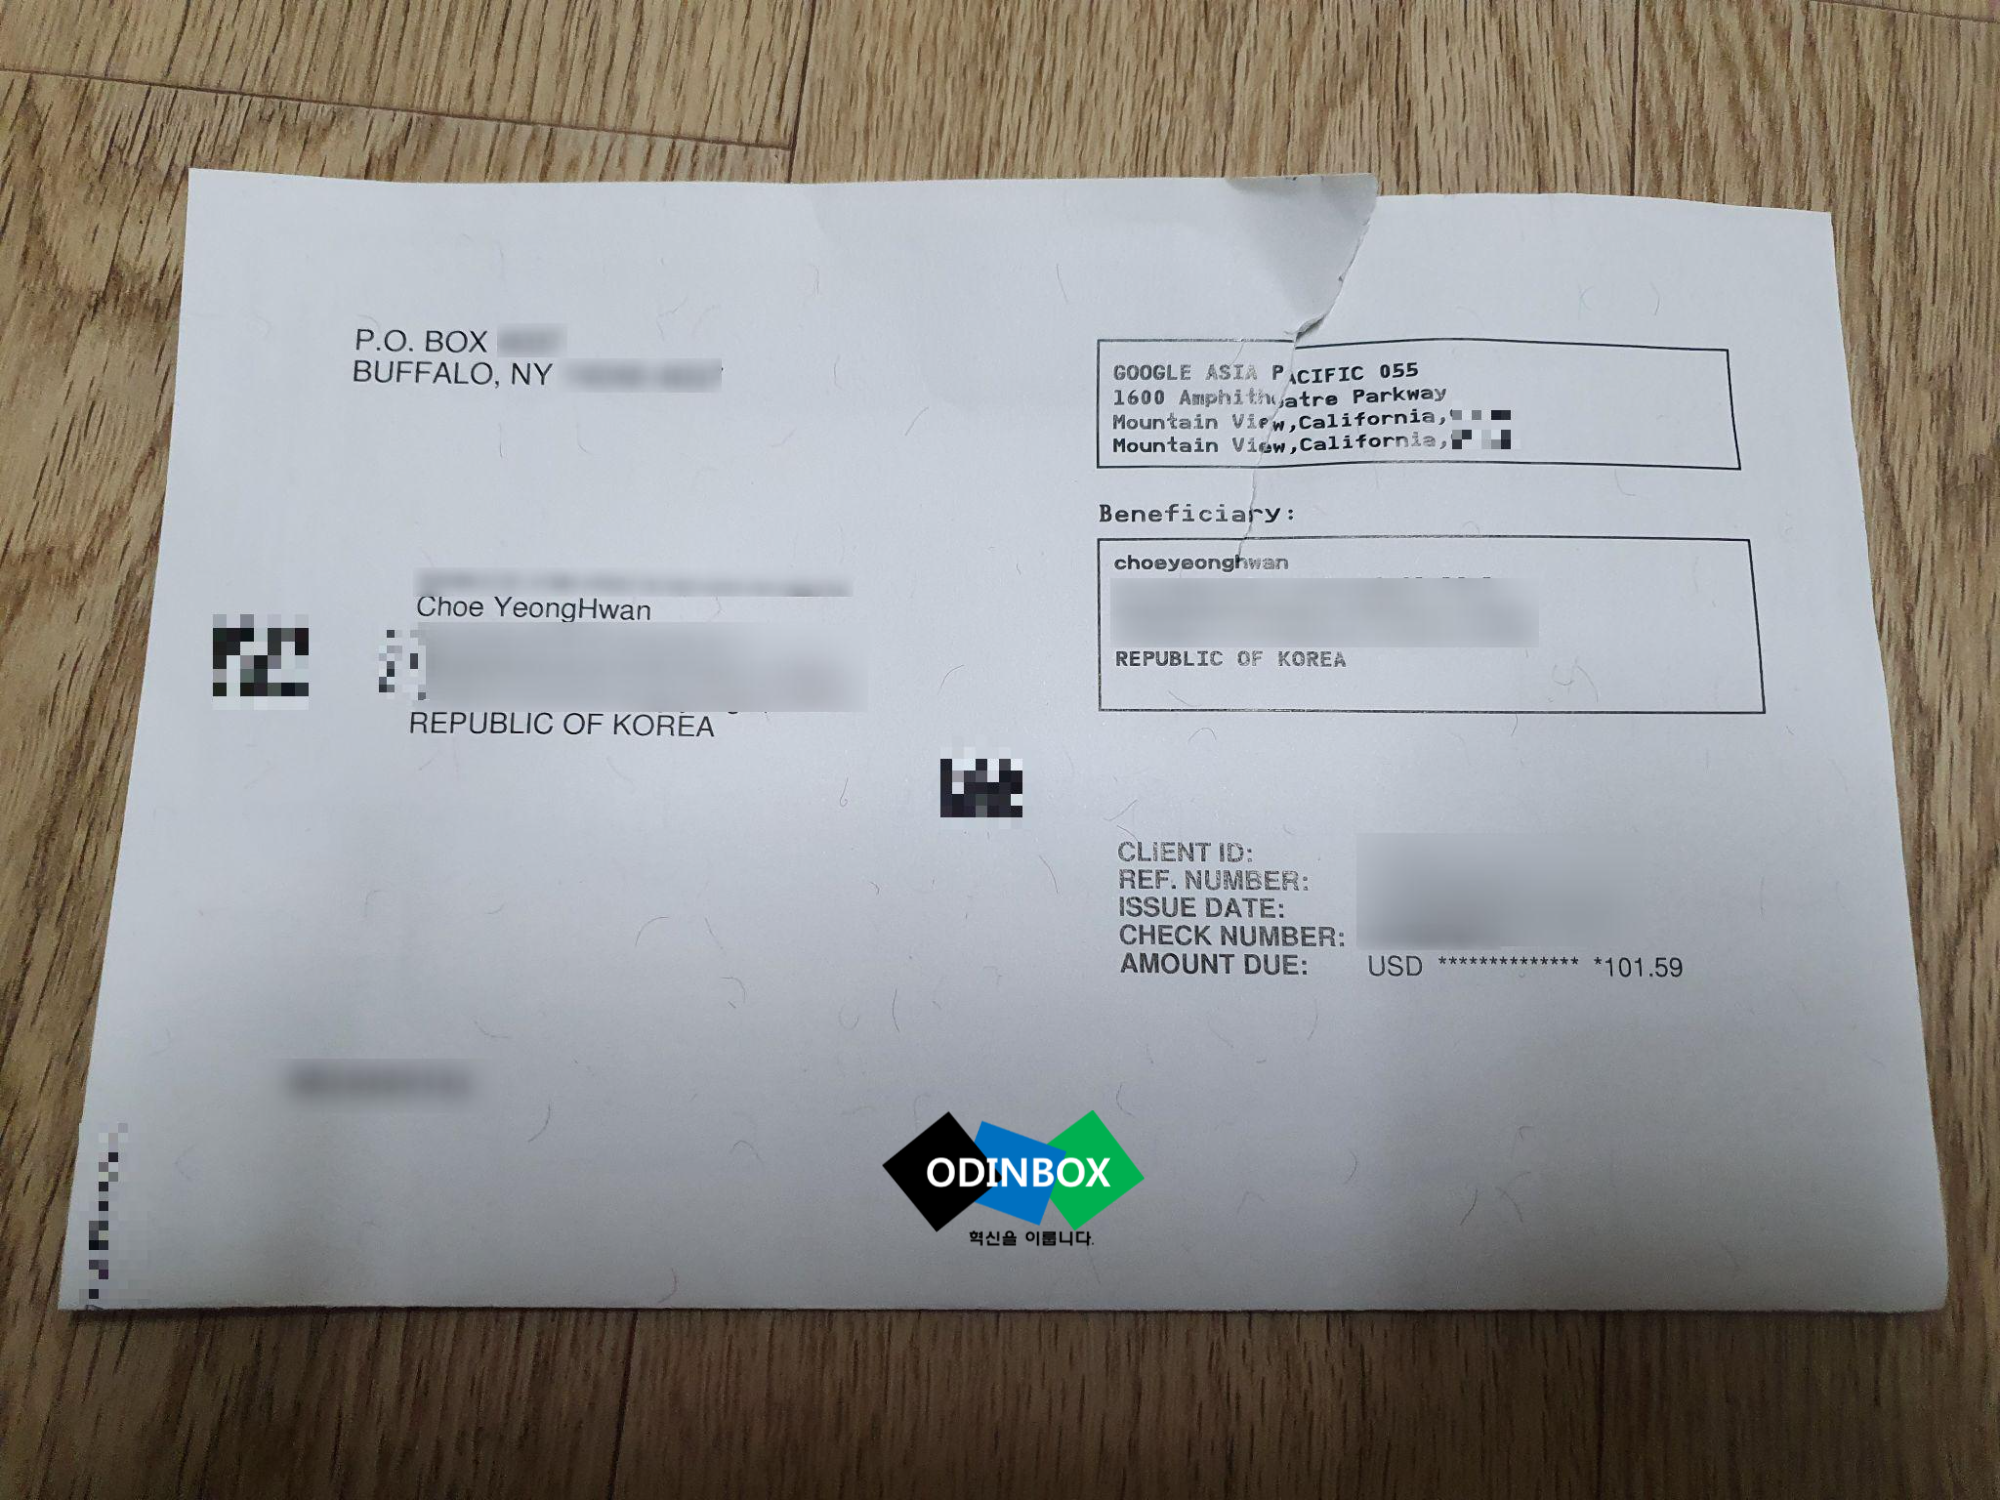 P.O. BOX
BUFFALO, NY
GOOGLE ASIA PACIFIC 055
1600 Amphitheatre Parkway
Mountain View,California,
Mountain View,California,
Beneficiary:
choeyeonghwan
REPUBLIC OF KOREA
Choe YeongHwan
REPUBLIC OF KOREA
CLIENT ID:
REF. NUMBER:
ISSUE DATE:
CHECK NUMBER:
AMOUNT DUE: USD ************** *101.59
ODINBOX
혁신을 이룹니다.